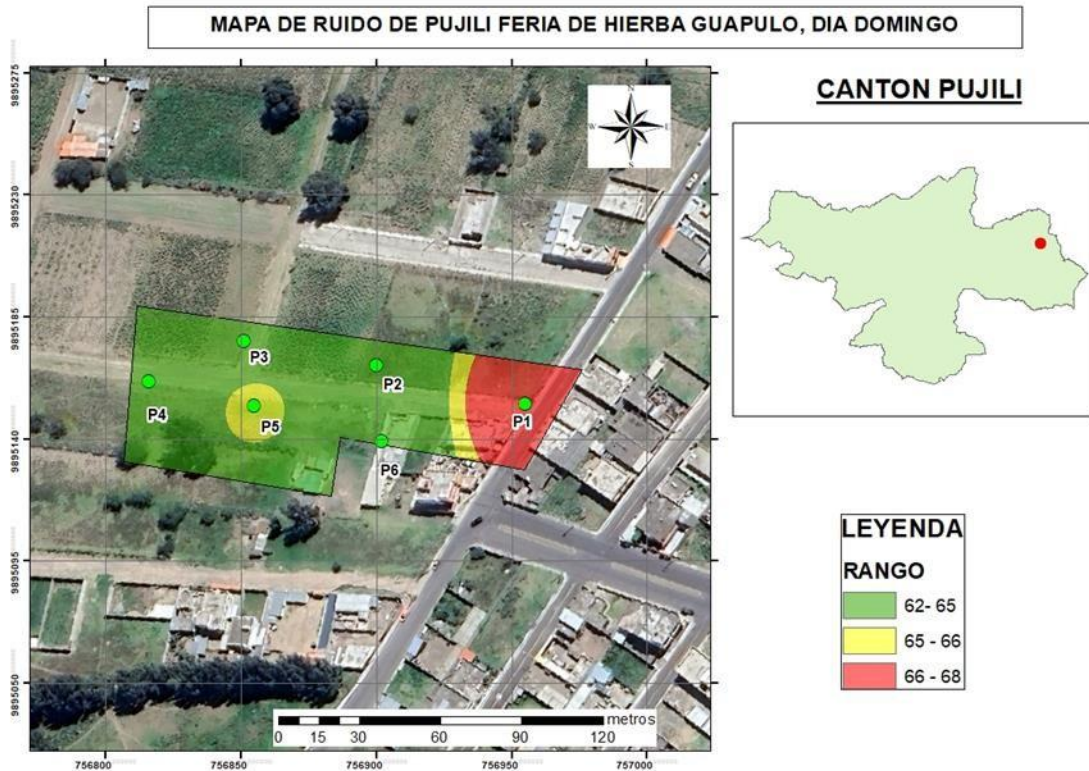 MAPA DE RUIDO DE PUJILI FERIA DE HIERBA GUAPULO, DIA DOMINGO
CANTON PUJILI
9895275
9895230
9895185
9895140
9895095
9895050
N
W
E
S
P3
P2
P4
P5
P1
P6
LEYENDA
RANGO
62- 65
65 - 66
66 - 68
metros
0 15 30 60 90 120
756800
756850
756900
756950
757000